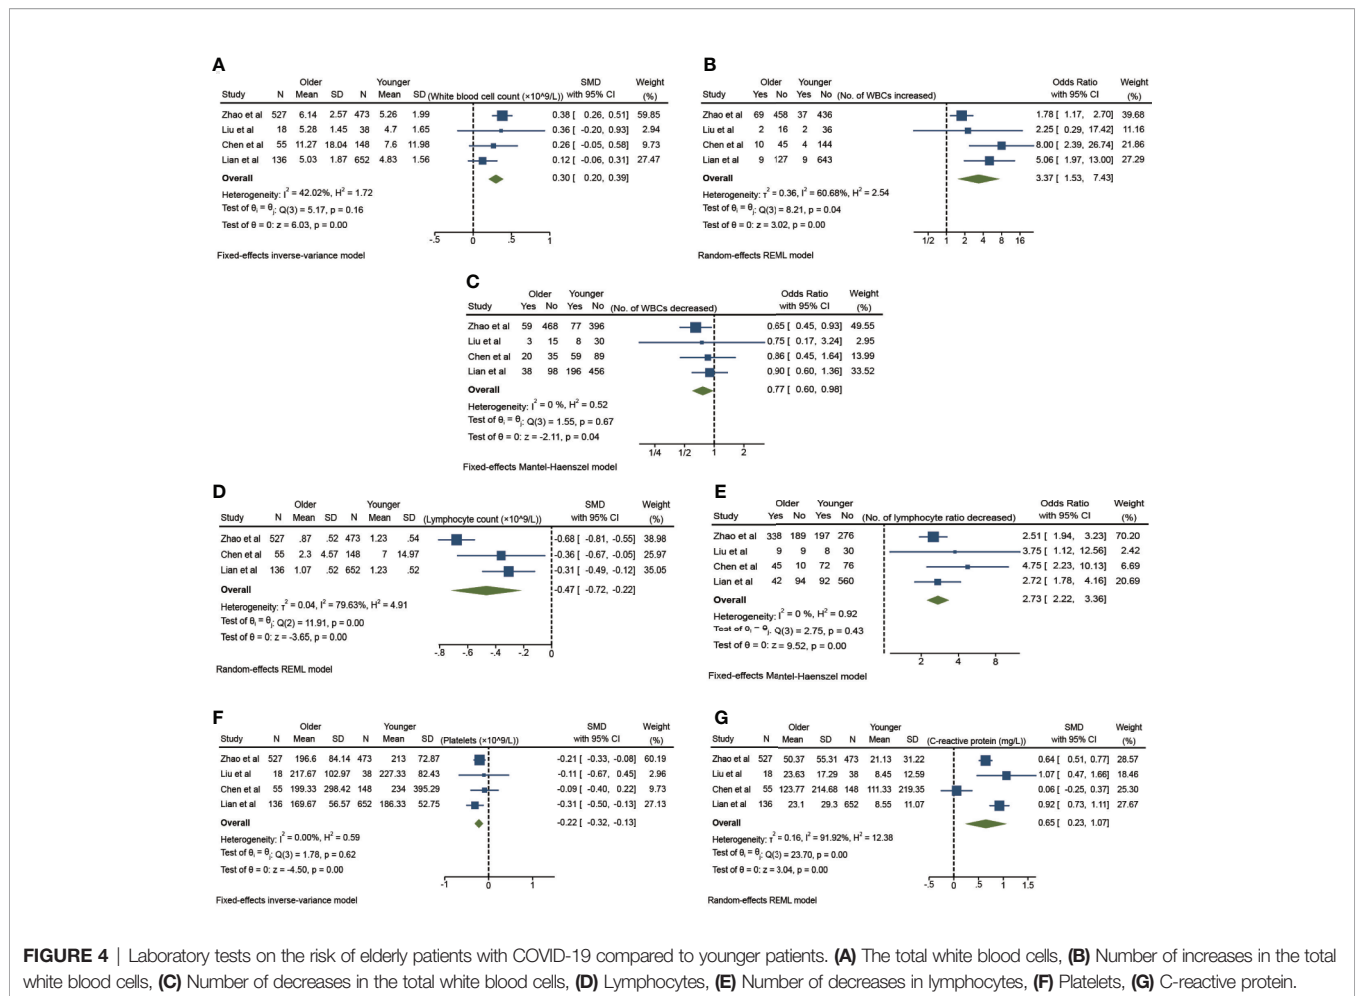 A
Older Younger SMD Weight
Study N Mean SD N Mean SD (White blood cell count (×10^9/L)) with 95% CI (%)
Zhao et al 527 6.14 2.57 473 5.26 1.99 0.38 [ 0.26, 0.51] 59.85
Liu et al 18 5.28 1.45 38 4.7 1.65 0.36 [ -0.20, 0.93] 2.94
Chen et al 55 11.27 18.04 148 7.6 11.98 0.26 [ -0.05, 0.58] 9.73
Lian et al 136 5.03 1.87 652 4.83 1.56 0.12 [ -0.06, 0.31] 27.47
Overall 0.30 [ 0.20, 0.39]
Heterogeneity: I² = 42.02%, H² = 1.72
Test of θi = θj: Q(3) = 5.17, p = 0.16
Test of θ = 0: z = 6.03, p = 0.00
-.5 0 .5 1
Fixed-effects inverse-variance model
B
Older Younger Odds Ratio Weight
Study Yes No Yes No (No. of WBCs increased) with 95% CI (%)
Zhao et al 69 458 37 436 1.78 [ 1.17, 2.70] 39.68
Liu et al 2 16 2 36 2.25 [ 0.29, 17.42] 11.16
Chen et al 10 45 4 144 8.00 [ 2.39, 26.74] 21.86
Lian et al 9 127 9 643 5.06 [ 1.97, 13.00] 27.29
Overall 3.37 [ 1.53, 7.43]
Heterogeneity: τ² = 0.36, I² = 60.68%, H² = 2.54
Test of θi = θj: Q(3) = 8.21, p = 0.04
Test of θ = 0: z = 3.02, p = 0.00
1/2 1 2 4 8 16
Random-effects REML model
C
Older Younger Odds Ratio Weight
Study Yes No Yes No (No. of WBCs decreased) with 95% CI (%)
Zhao et al 59 468 77 396 0.65 [ 0.45, 0.93] 49.55
Liu et al 3 15 8 30 0.75 [ 0.17, 3.24] 2.95
Chen et al 20 35 59 89 0.86 [ 0.45, 1.64] 13.99
Lian et al 38 98 196 456 0.90 [ 0.60, 1.36] 33.52
Overall 0.77 [ 0.60, 0.98]
Heterogeneity: I² = 0 %, H² = 0.52
Test of θi = θj: Q(3) = 1.55, p = 0.67
Test of θ = 0: z = -2.11, p = 0.04
1/4 1/2 1 2
Fixed-effects Mantel-Haenszel model
D
Older Younger SMD Weight
Study N Mean SD N Mean SD (Lymphocyte count (×10^9/L)) with 95% CI (%)
Zhao et al 527 .87 .52 473 1.23 .54 -0.68 [ -0.81, -0.55] 38.98
Chen et al 55 2.3 4.57 148 7 14.97 -0.36 [ -0.67, -0.05] 25.97
Lian et al 136 1.07 .52 652 1.23 .52 -0.31 [ -0.49, -0.12] 35.05
Overall -0.47 [ -0.72, -0.22]
Heterogeneity: τ² = 0.04, I² = 79.63%, H² = 4.91
Test of θi = θj: Q(2) = 11.91, p = 0.00
Test of θ = 0: z = -3.65, p = 0.00
-.8 -.6 -.4 -.2 0
Random-effects REML model
E
Older Younger Odds Ratio Weight
Study Yes No Yes No (No. of lymphocyte ratio decreased) with 95% CI (%)
Zhao et al 338 189 197 276 2.51 [ 1.94, 3.23] 70.20
Liu et al 9 9 8 30 3.75 [ 1.12, 12.56] 2.42
Chen et al 45 10 72 76 4.75 [ 2.23, 10.13] 6.69
Lian et al 42 94 92 560 2.72 [ 1.78, 4.16] 20.69
Overall 2.73 [ 2.22, 3.36]
Heterogeneity: I² = 0 %, H² = 0.92
Test of θi = θj: Q(3) = 2.75, p = 0.43
Test of θ = 0: z = 9.52, p = 0.00
2 4 8
Fixed-effects Mantel-Haenszel model
F
Older Younger SMD Weight
Study N Mean SD N Mean SD (Platelets (×10^9/L)) with 95% CI (%)
Zhao et al 527 196.6 84.14 473 213 72.87 -0.21 [ -0.33, -0.08] 60.19
Liu et al 18 217.67 102.97 38 227.33 82.43 -0.11 [ -0.67, 0.45] 2.96
Chen et al 55 199.33 298.42 148 234 395.29 -0.09 [ -0.40, 0.22] 9.73
Lian et al 136 169.67 56.57 652 186.33 52.75 -0.31 [ -0.50, -0.13] 27.13
Overall -0.22 [ -0.32, -0.13]
Heterogeneity: I² = 0.00%, H² = 0.59
Test of θi = θj: Q(3) = 1.78, p = 0.62
Test of θ = 0: z = -4.50, p = 0.00
-1 0 1
Fixed-effects inverse-variance model
G
Older Younger SMD Weight
Study N Mean SD N Mean SD (C-reactive protein (mg/L)) with 95% CI (%)
Zhao et al 527 50.37 55.31 473 21.13 31.22 0.64 [ 0.51, 0.77] 28.57
Liu et al 18 23.63 17.29 38 8.45 12.59 1.07 [ 0.47, 1.66] 18.46
Chen et al 55 123.77 214.68 148 111.33 219.35 0.06 [ -0.25, 0.37] 25.30
Lian et al 136 23.1 29.3 652 8.55 11.07 0.92 [ 0.73, 1.11] 27.67
Overall 0.65 [ 0.23, 1.07]
Heterogeneity: τ² = 0.16, I² = 91.92%, H² = 12.38
Test of θi = θj: Q(3) = 23.70, p = 0.00
Test of θ = 0: z = 3.04, p = 0.00
-.5 0 .5 1 1.5
Random-effects REML model
FIGURE 4 | Laboratory tests on the risk of elderly patients with COVID-19 compared to younger patients. (A) The total white blood cells, (B) Number of increases in the total
white blood cells, (C) Number of decreases in the total white blood cells, (D) Lymphocytes, (E) Number of decreases in lymphocytes, (F) Platelets, (G) C-reactive protein.